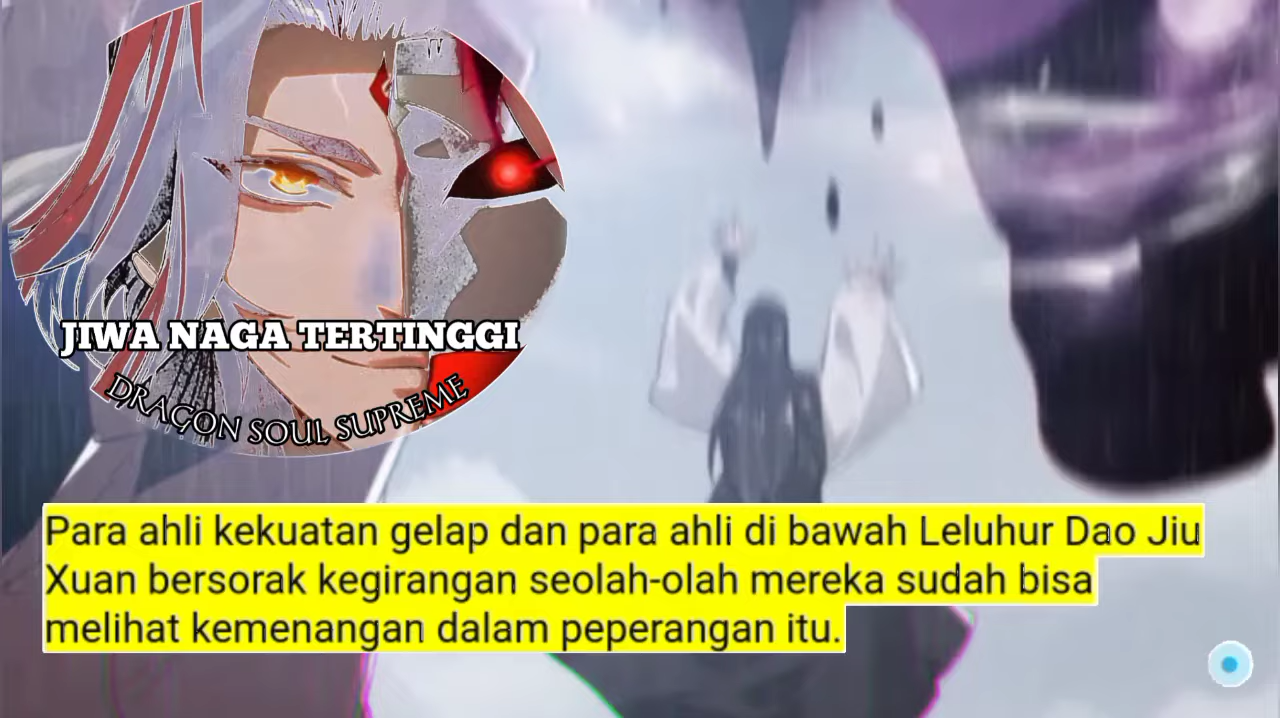 JIWA NAGA TERTINGGI
DRAGON SOUL SUPREME
Para ahli kekuatan gelap dan para ahli di bawah Leluhur Dao Jiu
Xuan bersorak kegirangan seolah-olah mereka sudah bisa
melihat kemenangan dalam peperangan itu.